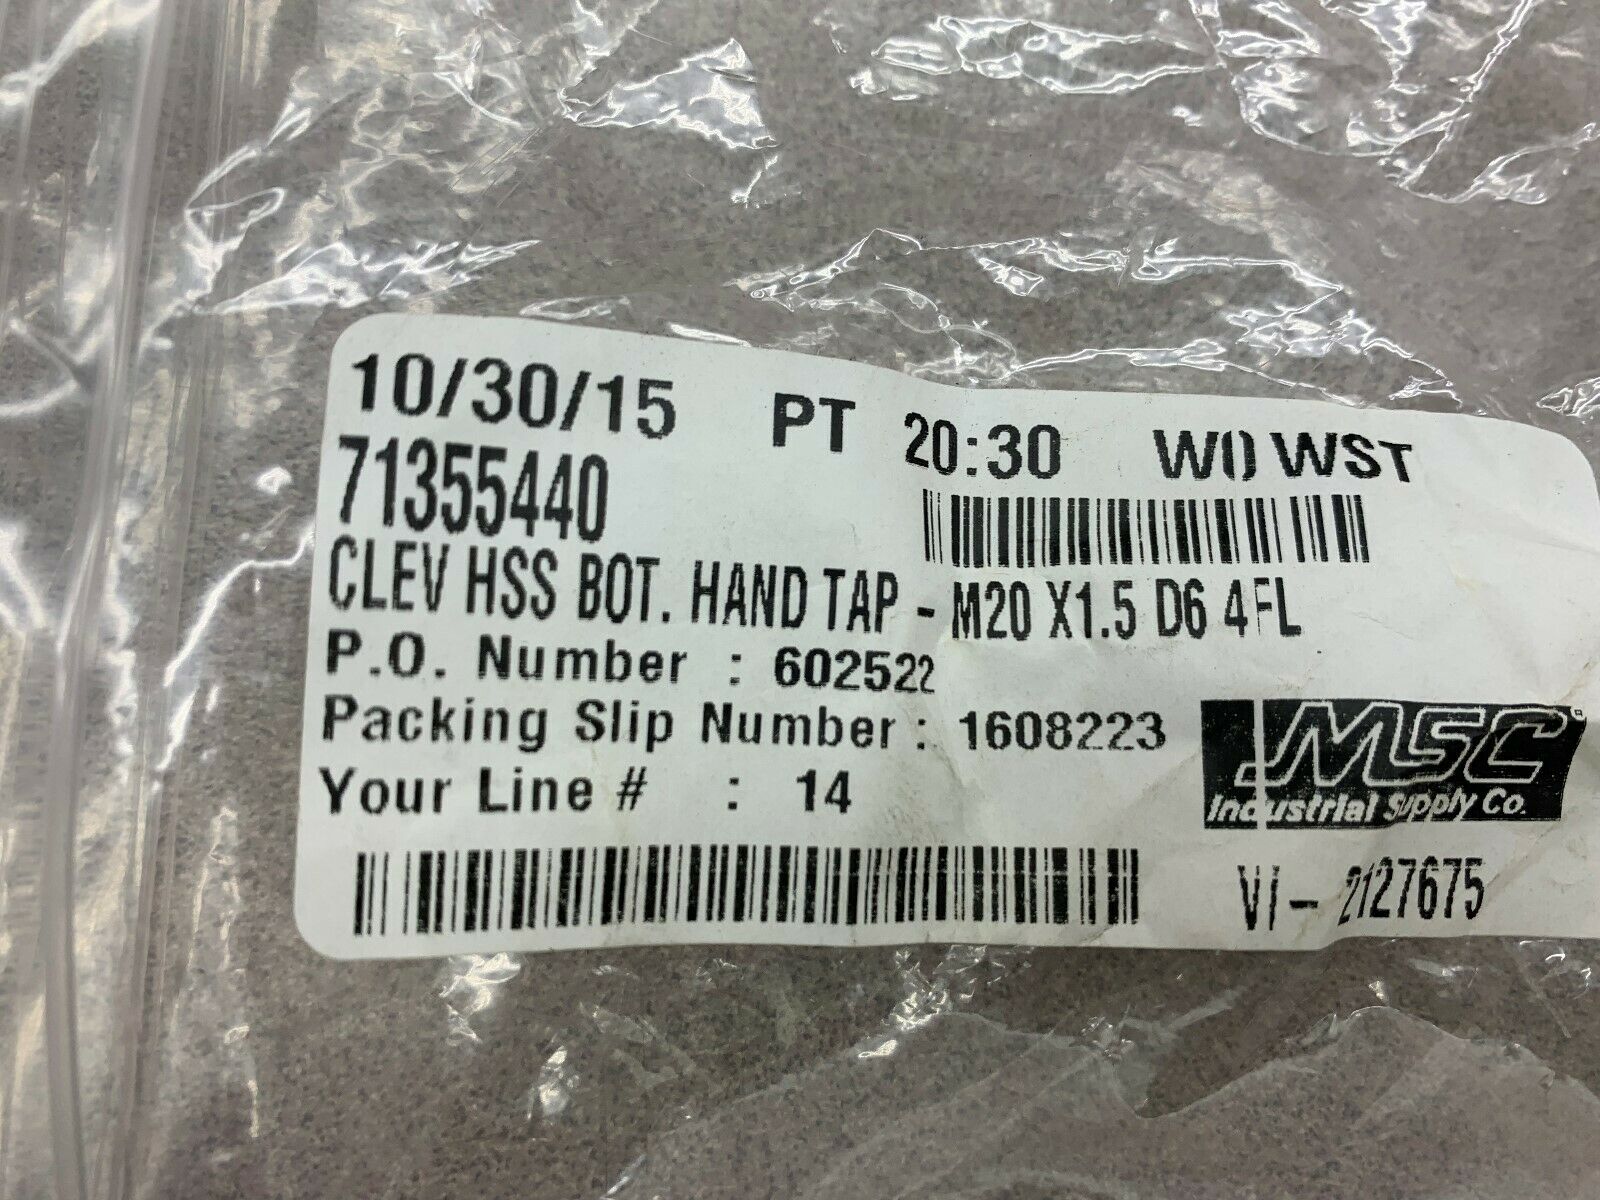 10/30/15 PT 20:30 W0 WST
71355440
CLEV HSS BOT. HAND TAP - M20 X1.5 D6 4FL
P.O. Number : 602522
Packing Slip Number : 1608223
Your Line # : 14
MSC
Industrial Supply Co.
VI- 2127675